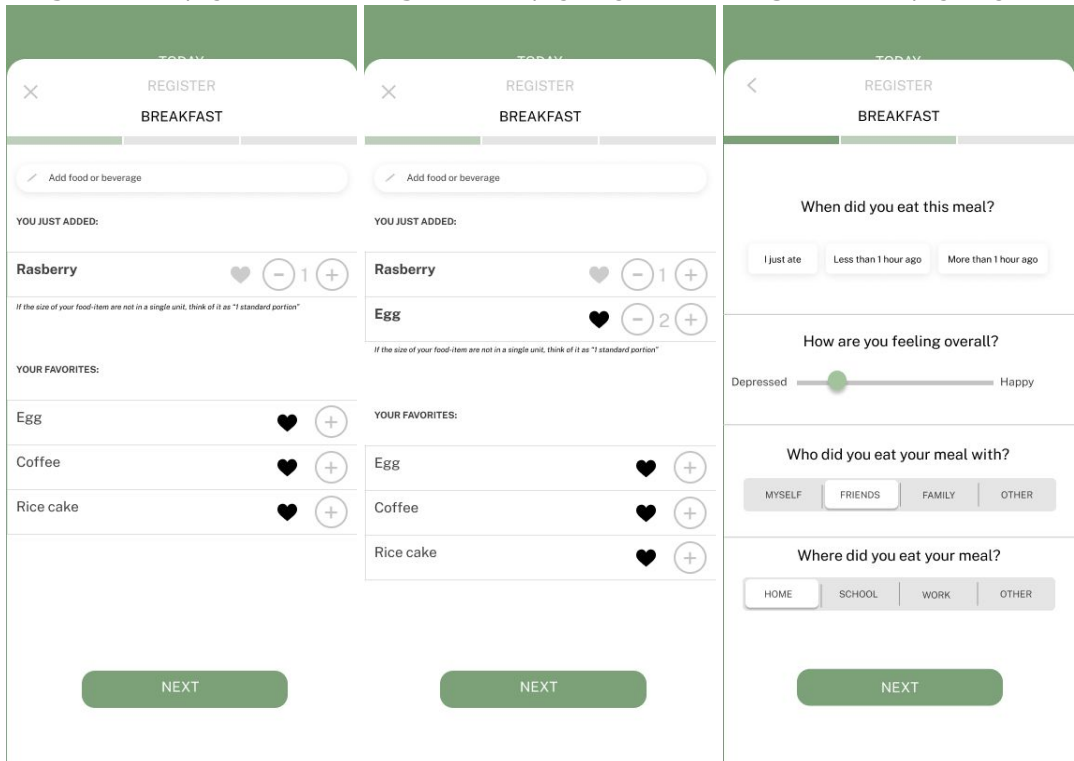 TODAY
REGISTER
BREAKFAST
Add food or beverage
YOU JUST ADDED:
Rasberry 1
If the size of your food-item are not in a single unit, think of it as "1 standard portion"
YOUR FAVORITES:
Egg
Coffee
Rice cake
NEXT
TODAY
REGISTER
BREAKFAST
Add food or beverage
YOU JUST ADDED:
Rasberry 1
Egg 2
If the size of your food-item are not in a single unit, think of it as "1 standard portion"
YOUR FAVORITES:
Egg
Coffee
Rice cake
NEXT
TODAY
REGISTER
BREAKFAST
When did you eat this meal?
I just ate Less than 1 hour ago More than 1 hour ago
How are you feeling overall?
Depressed Happy
Who did you eat your meal with?
MYSELF FRIENDS FAMILY OTHER
Where did you eat your meal?
HOME SCHOOL WORK OTHER
NEXT